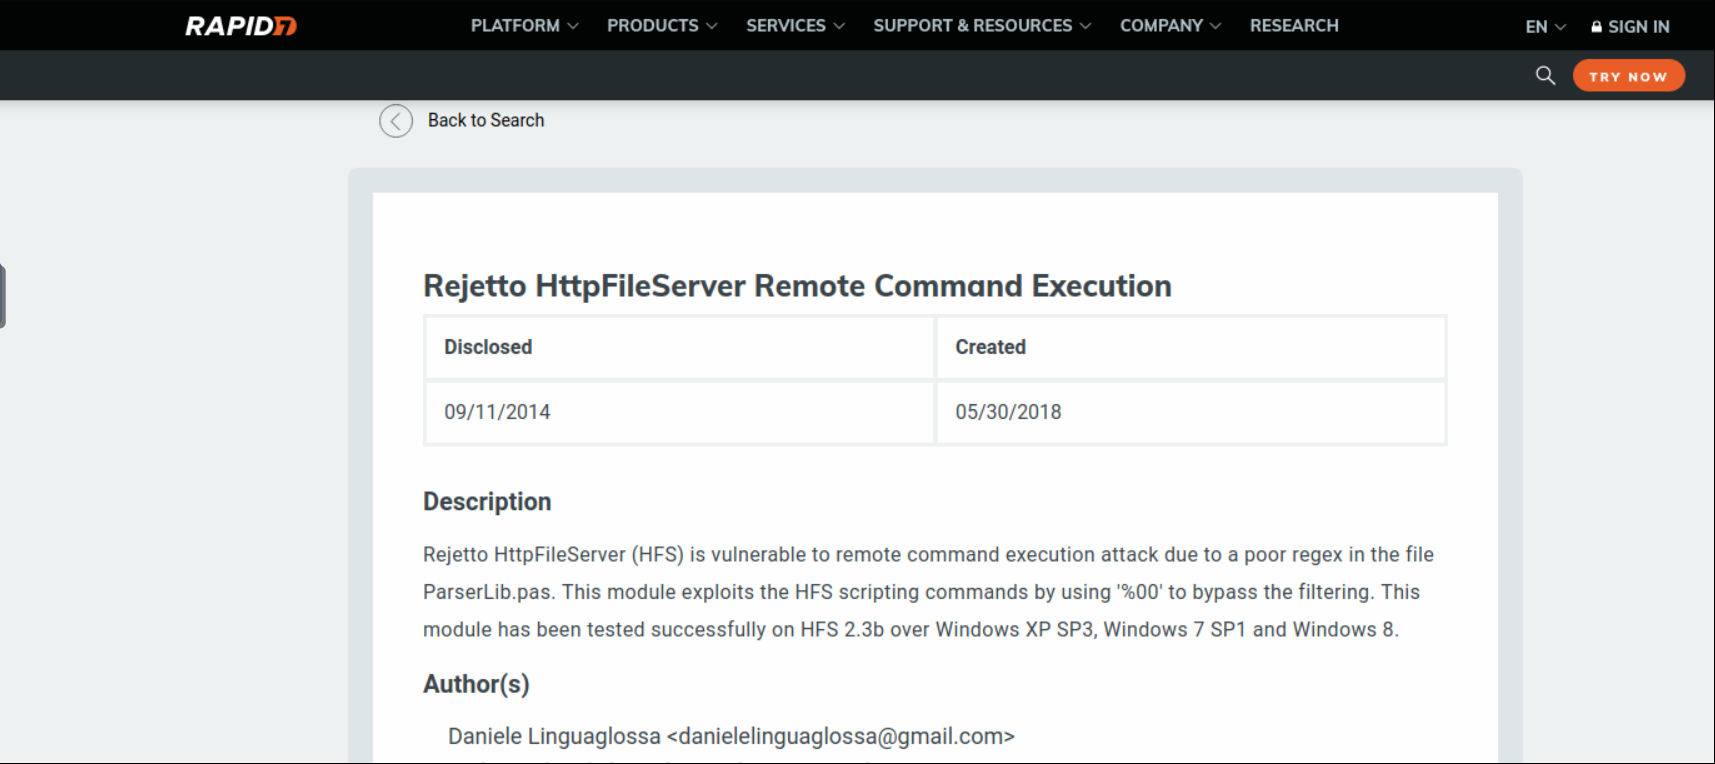 RAPID7 PLATFORM PRODUCTS SERVICES SUPPORT & RESOURCES COMPANY RESEARCH EN SIGN IN
TRY NOW
Back to Search
Rejetto HttpFileServer Remote Command Execution
Disclosed Created
09/11/2014 05/30/2018
Description
Rejetto HttpFileServer (HFS) is vulnerable to remote command execution attack due to a poor regex in the file
ParserLib.pas. This module exploits the HFS scripting commands by using '%00' to bypass the filtering. This
module has been tested successfully on HFS 2.3b over Windows XP SP3, Windows 7 SP1 and Windows 8.
Author(s)
Daniele Linguaglossa <danielelinguaglossa@gmail.com>